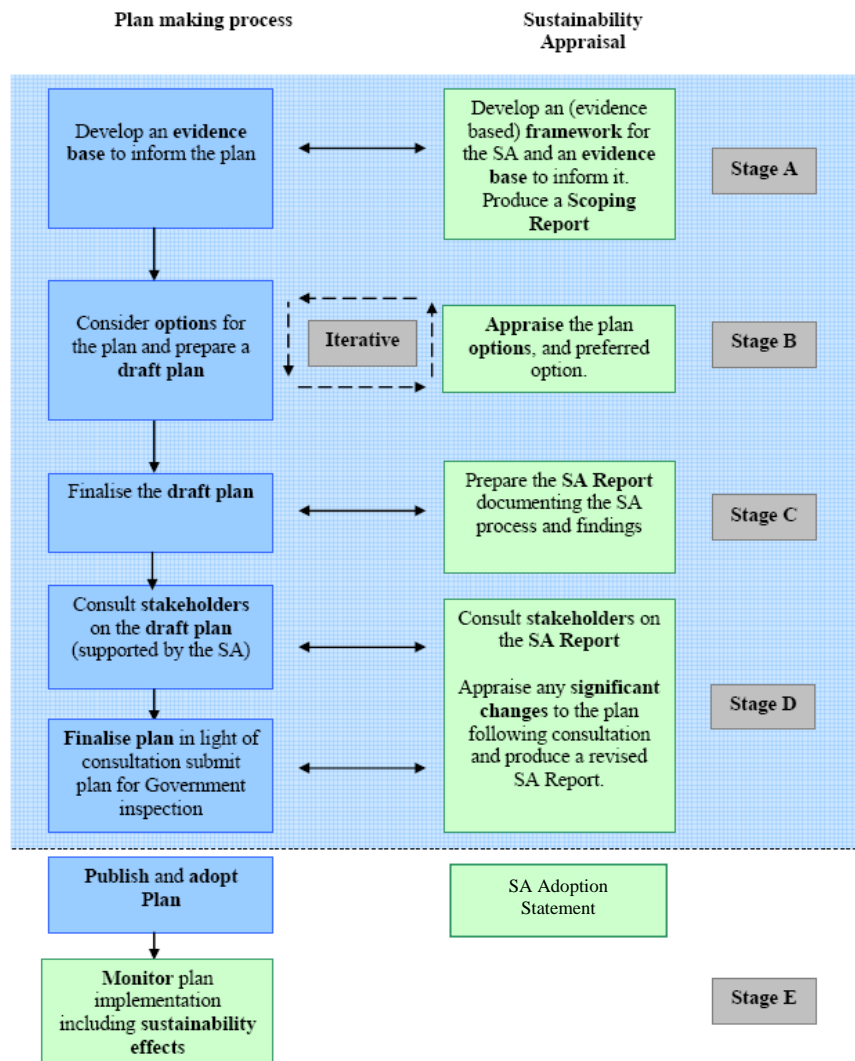 Plan making process
Sustainability
Appraisal
Develop an evidence
base to inform the plan
Develop an (evidence
based) framework for
the SA and an evidence
base to inform it.
Produce a Scoping
Report
Stage A
Consider options for
the plan and prepare a
draft plan
Iterative
Appraise the plan
options, and preferred
option.
Stage B
Finalise the draft plan
Prepare the SA Report
documenting the SA
process and findings
Stage C
Consult stakeholders
on the draft plan
(supported by the SA)
Consult stakeholders on
the SA Report
Appraise any significant
changes to the plan
following consultation
and produce a revised
SA Report.
Stage D
Finalise plan in light of
consultation submit
plan for Government
inspection
Publish and adopt
Plan
SA Adoption
Statement
Monitor plan
implementation
including sustainability
effects
Stage E